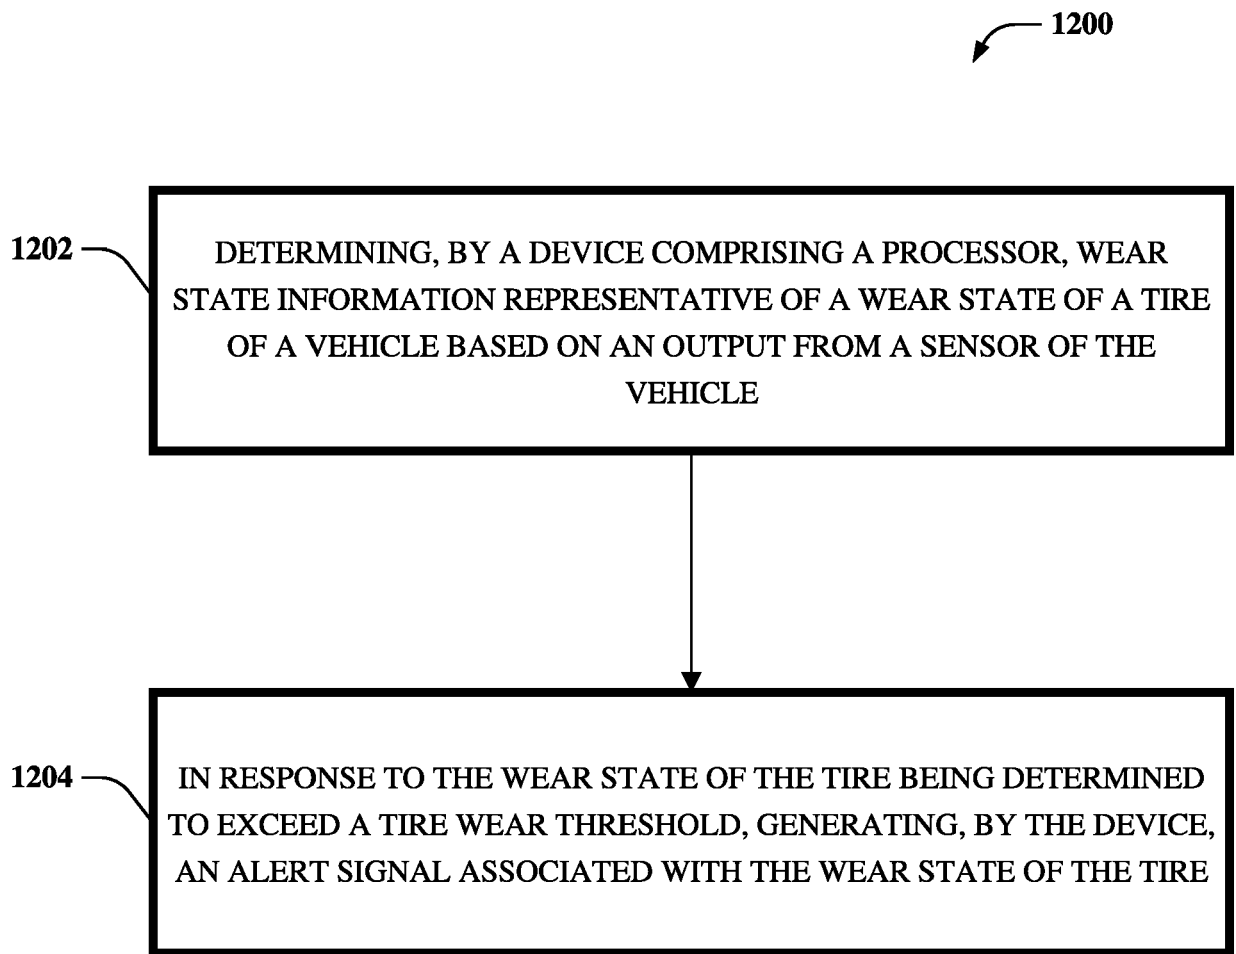 1200
1202
DETERMINING, BY A DEVICE COMPRISING A PROCESSOR, WEAR
STATE INFORMATION REPRESENTATIVE OF A WEAR STATE OF A TIRE
OF A VEHICLE BASED ON AN OUTPUT FROM A SENSOR OF THE
VEHICLE
1204
IN RESPONSE TO THE WEAR STATE OF THE TIRE BEING DETERMINED
TO EXCEED A TIRE WEAR THRESHOLD, GENERATING, BY THE DEVICE,
AN ALERT SIGNAL ASSOCIATED WITH THE WEAR STATE OF THE TIRE